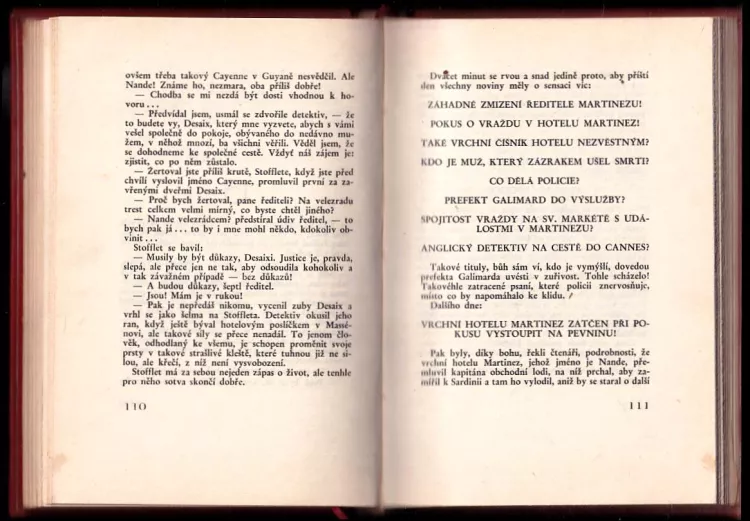 ovšem třeba takový Cayenne v Guyaně nesvědčil. Ale
Nande! Známe ho, nezmara, oba příliš dobře!
— Chodba se mi nezdá být dosti vhodnou k ho-
voru...
— Předvídal jsem, usmál se zdvořile detektiv, — že
to budete vy, Desaix, který mne vyzvete, abych s vámi
vešel společně do pokoje, obývaného do nedávno mu-
žem, v něhož mnozí, ba všichni věřili. Věděl jsem, že
se dohodneme ke společné cestě. Vždyť náš zájem je:
zjistit, co po něm zůstalo.
— Žertoval jste příliš krutě, Stofflete, když jste před
chvílí vyslovil jméno Cayenne, promluvil první za za-
vřenými dveřmi Desaix.
— Proč bych žertoval, pane řediteli? Na velezradu
trest celkem velmi mírný, co byste chtěl jiného?
— Nande velezrádcem? předstíral údiv ředitel, — to
bych pak já... to by i mne mohl někdo, kdokoliv ob-
vinit...
Stofflet se bavil:
— Musily by být důkazy, Desaixi. Justice je, pravda,
slepá, ale přece jen ne tak, aby odsoudila kohokoliv a
v tak závažném případě — bez důkazů!
— A budou důkazy, šeptl ředitel.
— Jsou! Mám je v rukou!
— Pak je nepředáš nikomu, vycenil zuby Desaix a
vrhl se jako šelma na Stoffleta. Detektiv okusil jeho
ran, když ještě býval hotelovým poslíčkem v Massé-
novi, ale takové síly se přece nenadál. To jenom člo-
věk, odhodlaný ke všemu, je schopen proměnit svoje
prsty v takové strašlivé kleště, které tuhnou již ne si-
lou, ale křečí, z níž není vysvobození.
Stofflet má za sebou nejeden zápas o život, ale tenhle
pro něho sotva skončí dobře.
110
Dvacet minut se rvou a snad jedině proto, aby příští
den všechny noviny měly o sensaci víc:
ZÁHADNÉ ZMIZENÍ ŘEDITELE MARTINEZU!
POKUS O VRAŽDU V HOTELU MARTINEZ!
TAKÉ VRCHNÍ ČÍŠNÍK HOTELU NEZVĚSTNÝM?
KDO JE MUŽ, KTERÝ ZÁZRAKEM UŠEL SMRTI?
CO DĚLÁ POLICIE?
PREFEKT GALIMARD DO VÝSLUŽBY?
SPOJITOST VRAŽDY NA SV. MARKÉTĚ S UDÁ-
LOSTMI V MARTINEZU?
ANGLICKÝ DETEKTIV NA CESTĚ DO CANNES?
Takové tituly, bůh sám ví, kdo je vymýšlí, dovedou
prefekta Galimarda uvésti v zuřivost. Tohle scházelo!
Takovéhle zatracené psaní, které policii znervosňuje,
místo co by napomáhalo ke klidu.
Dalšího dne:
VRCHNÍ HOTELU MARTINEZ ZATČEN PŘI PO-
KUSU VYSTOUPIT NA PEVNINU!
Pak byly, díky bohu, řekli čtenáři, podrobnosti, že
vrchní hotelu Martinez, jehož jméno je Nande, pře-
mluvil kapitána obchodní lodi, na níž prchal, aby za-
mířil k Sardinii a tam ho vylodil, aniž by se staral o další
111